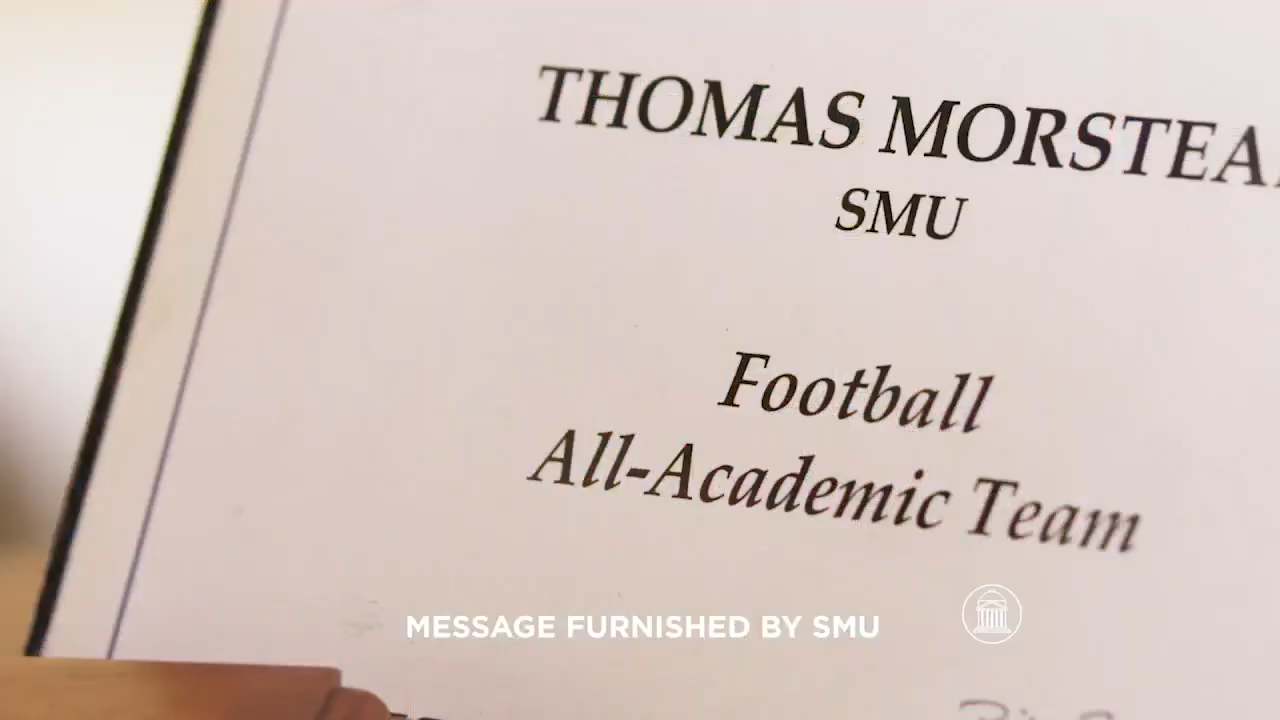 THOMAS MORSTEA
SMU
Football
All-Academic Team
MESSAGE FURNISHED BY SMU